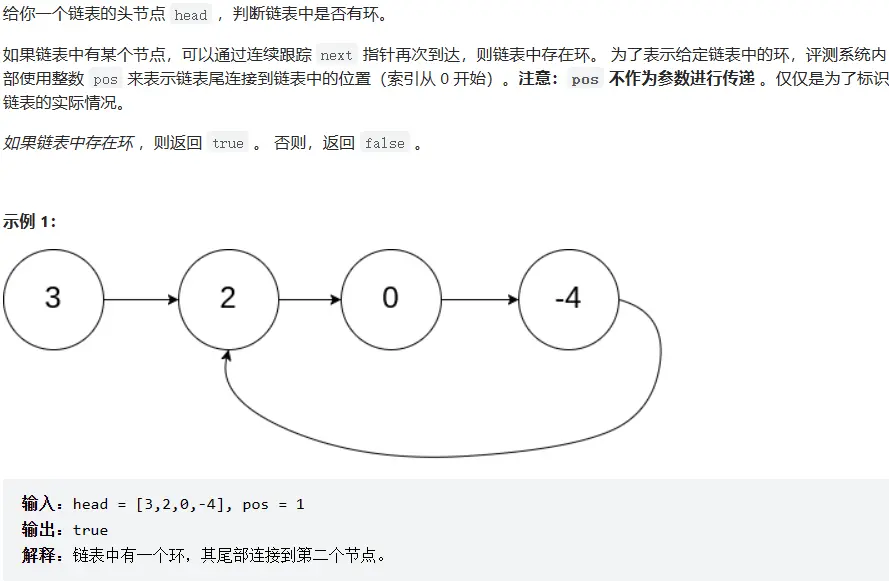 给你一个链表的头节点 head ，判断链表中是否有环。
如果链表中有某个节点，可以通过连续跟踪 next 指针再次到达，则链表中存在环。 为了表示给定链表中的环，评测系统内
部使用整数 pos 来表示链表尾连接到链表中的位置（索引从 0 开始）。注意：pos 不作为参数进行传递 。仅仅是为了标识
链表的实际情况。
如果链表中存在环 ，则返回 true 。 否则，返回 false 。
示例 1：
3 2 0 -4
输入：head = [3,2,0,-4], pos = 1
输出：true
解释：链表中有一个环，其尾部连接到第二个节点。